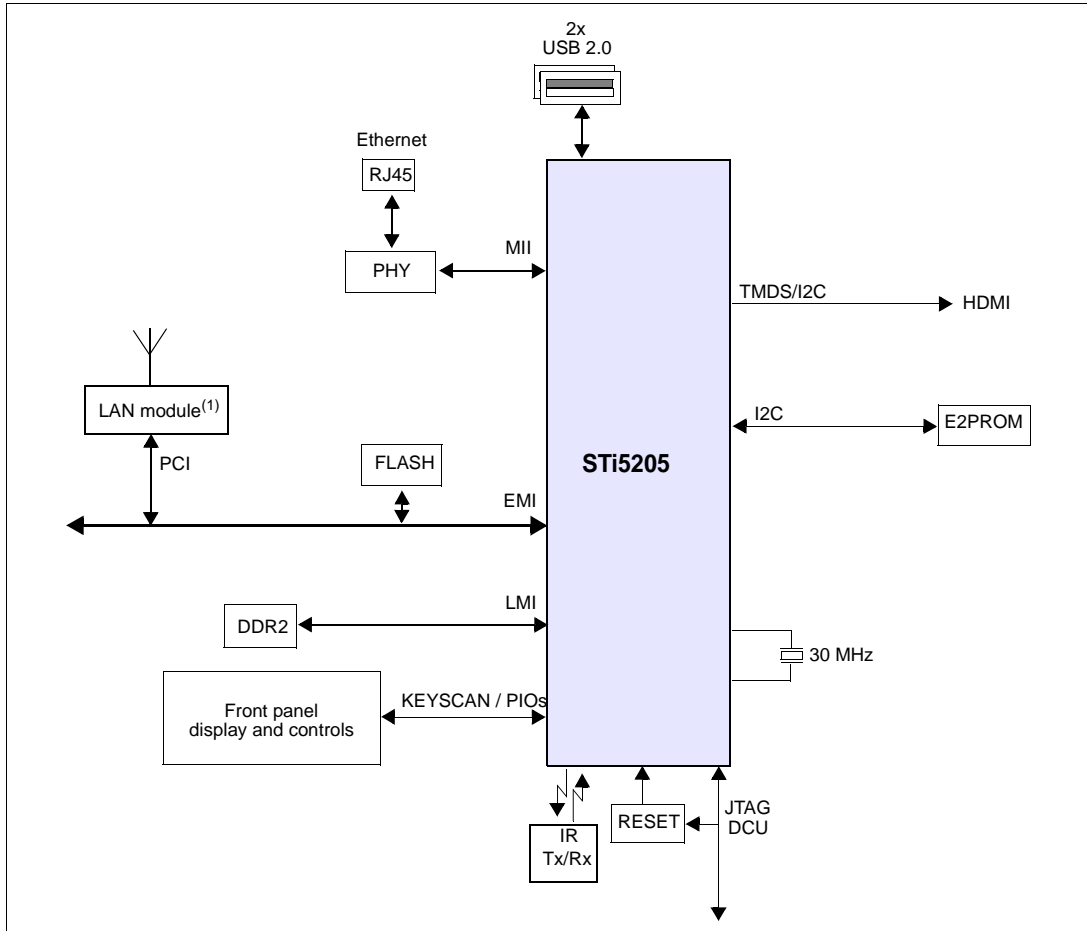 2x
USB 2.0
Ethernet
RJ45
MII
PHY
TMDS/I2C
HDMI
LAN module(1)
I2C
E2PROM
PCI
FLASH
STi5205
EMI
LMI
DDR2
30 MHz
KEYSCAN / PIOs
Front panel
display and controls
JTAG
DCU
RESET
IR
Tx/Rx